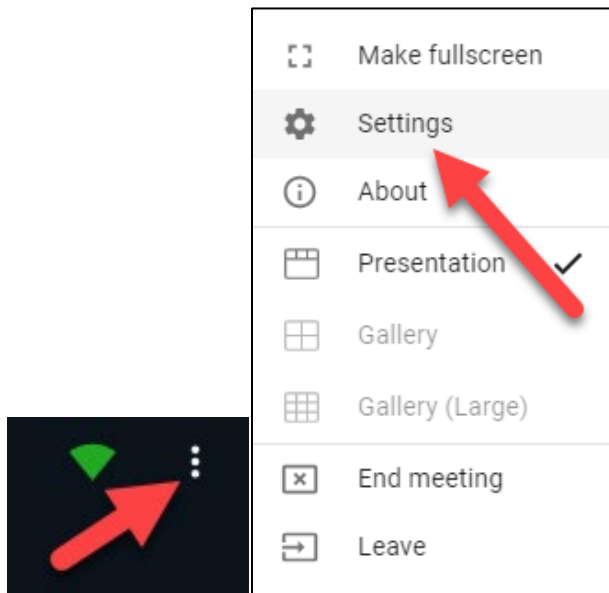 Make fullscreen
Settings
About
Presentation
Gallery
Gallery (Large)
End meeting
Leave